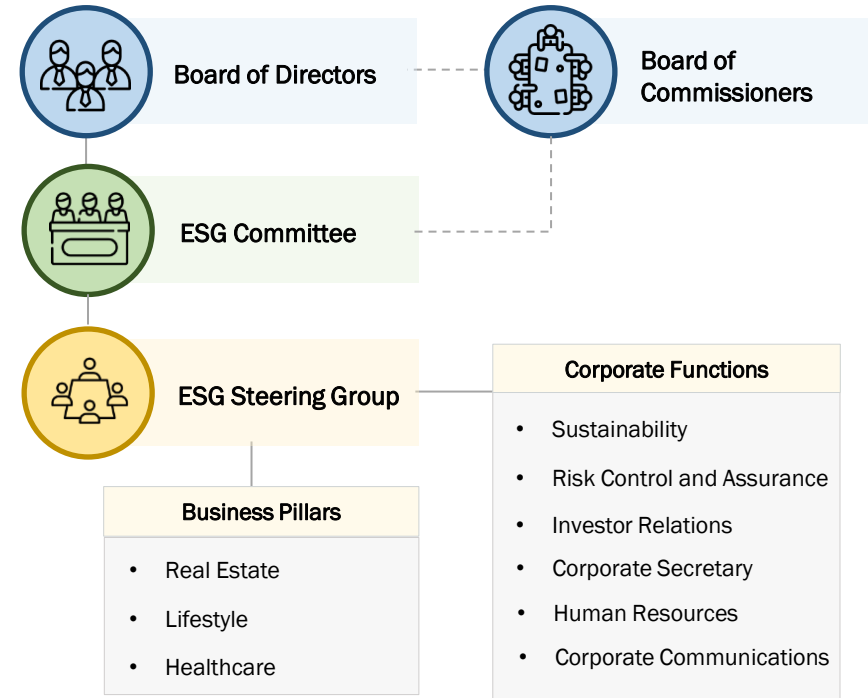 Board of Directors
Board of
Commissioners
ESG Committee
ESG Steering Group
Corporate Functions
• Sustainability
• Risk Control and Assurance
• Investor Relations
• Corporate Secretary
• Human Resources
• Corporate Communications
Business Pillars
• Real Estate
• Lifestyle
• Healthcare